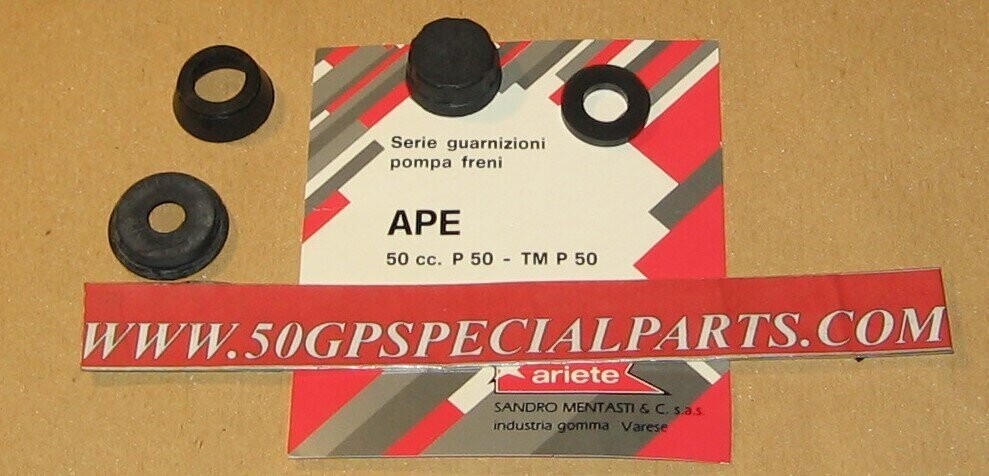 Serie guarnizioni
pompa freni
APE
50 cc. P 50 - TM P 50
WWW.50GPSPECIALPARTS.COM
ariete
SANDRO MENTASTI & C. s.a.s.
industria gomma Varese